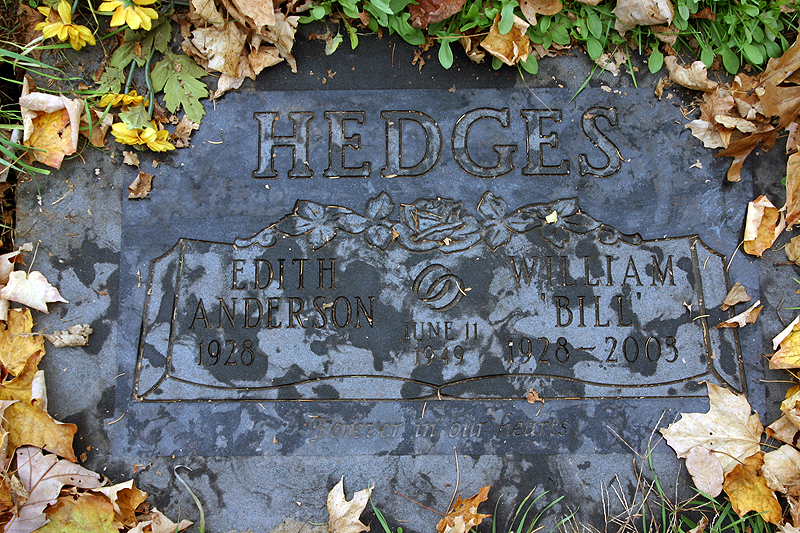 HEDGES
EDITH
ANDERSON
1928
JUNE 11
1949
WILLIAM
'BILL'
1928-2003
Forever in our hearts